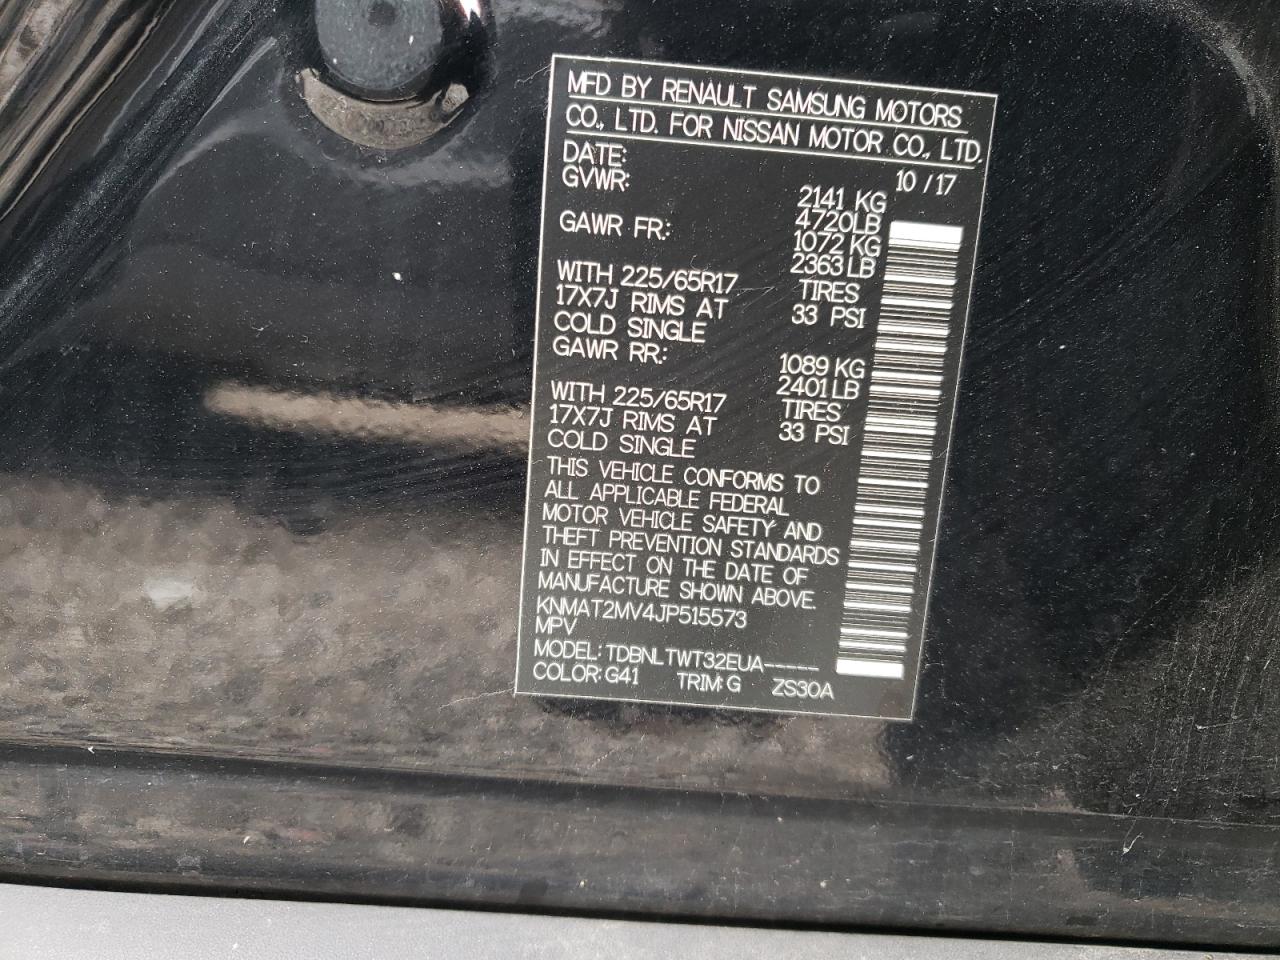 MFD BY RENAULT SAMSUNG MOTORS
CO., LTD. FOR NISSAN MOTOR CO., LTD.
DATE: 10 / 17
GVWR: 2141 KG
4720LB
GAWR FR.: 1072 KG
2363 LB
WITH 225/65R17 TIRES
17X7J RIMS AT 33 PSI
COLD SINGLE
GAWR RR.: 1089 KG
2401 LB
WITH 225/65R17 TIRES
17X7J RIMS AT 33 PSI
COLD SINGLE
THIS VEHICLE CONFORMS TO
ALL APPLICABLE FEDERAL
MOTOR VEHICLE SAFETY AND
THEFT PREVENTION STANDARDS
IN EFFECT ON THE DATE OF
MANUFACTURE SHOWN ABOVE.
KNMAT2MV4JP515573
MPV
MODEL: TDBNLTWT32EUA-----
COLOR: G41 TRIM: G ZS30A